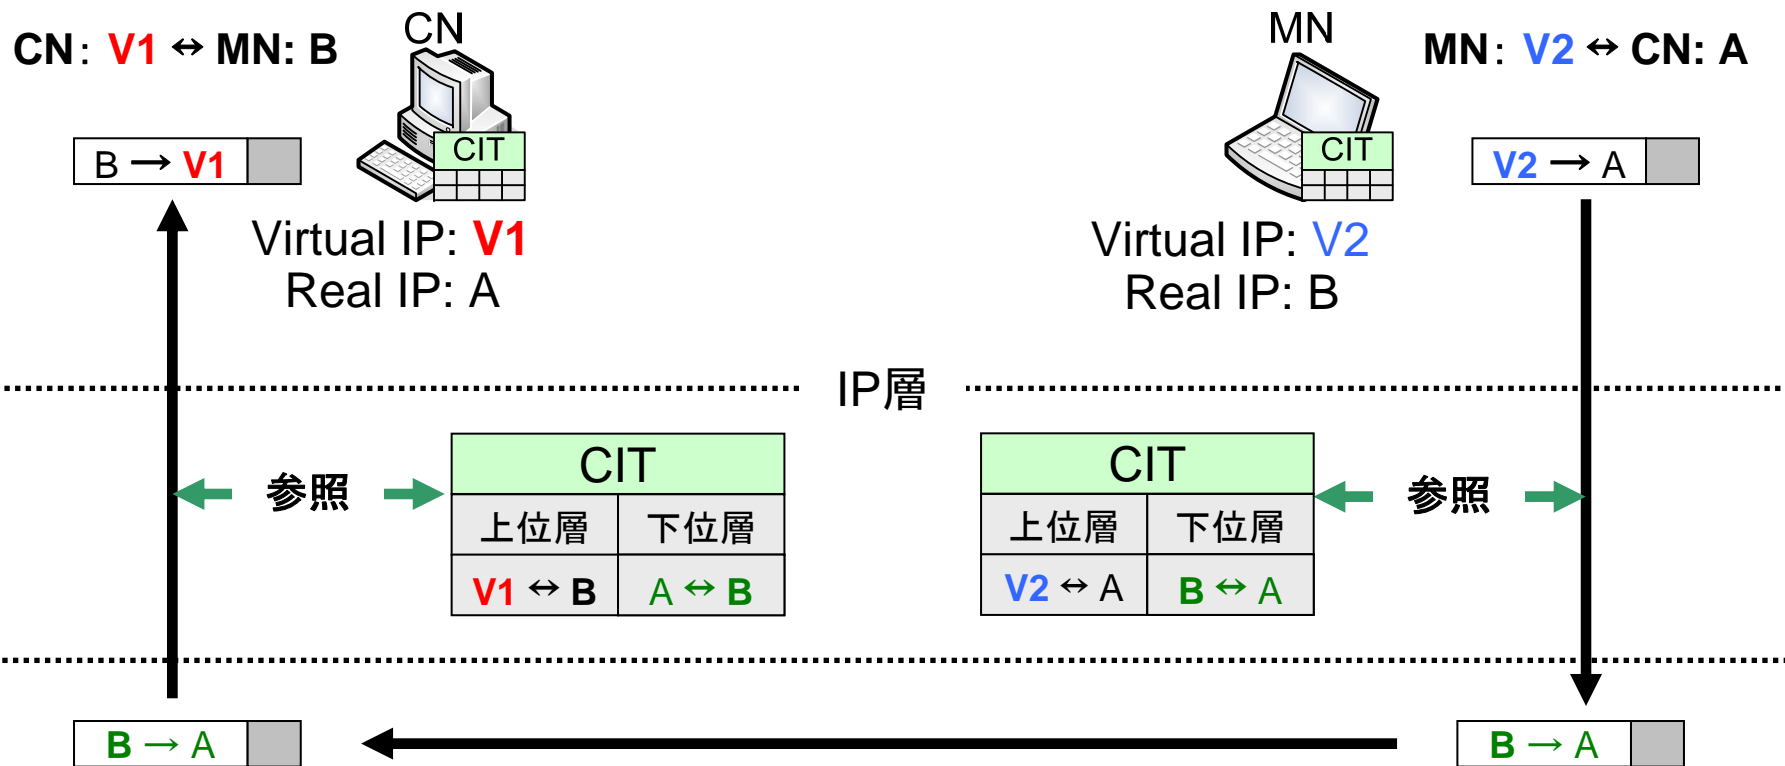 CN
MN
CN: V1 ↔ MN: B
MN: V2 ↔ CN: A
B → V1
CIT
CIT
V2 → A
Virtual IP: V1
Real IP: A
Virtual IP: V2
Real IP: B
IP層
CIT
上位層 下位層
V1 ↔ B A ↔ B
参照
CIT
上位層 下位層
V2 ↔ A B ↔ A
参照
B → A
B → A